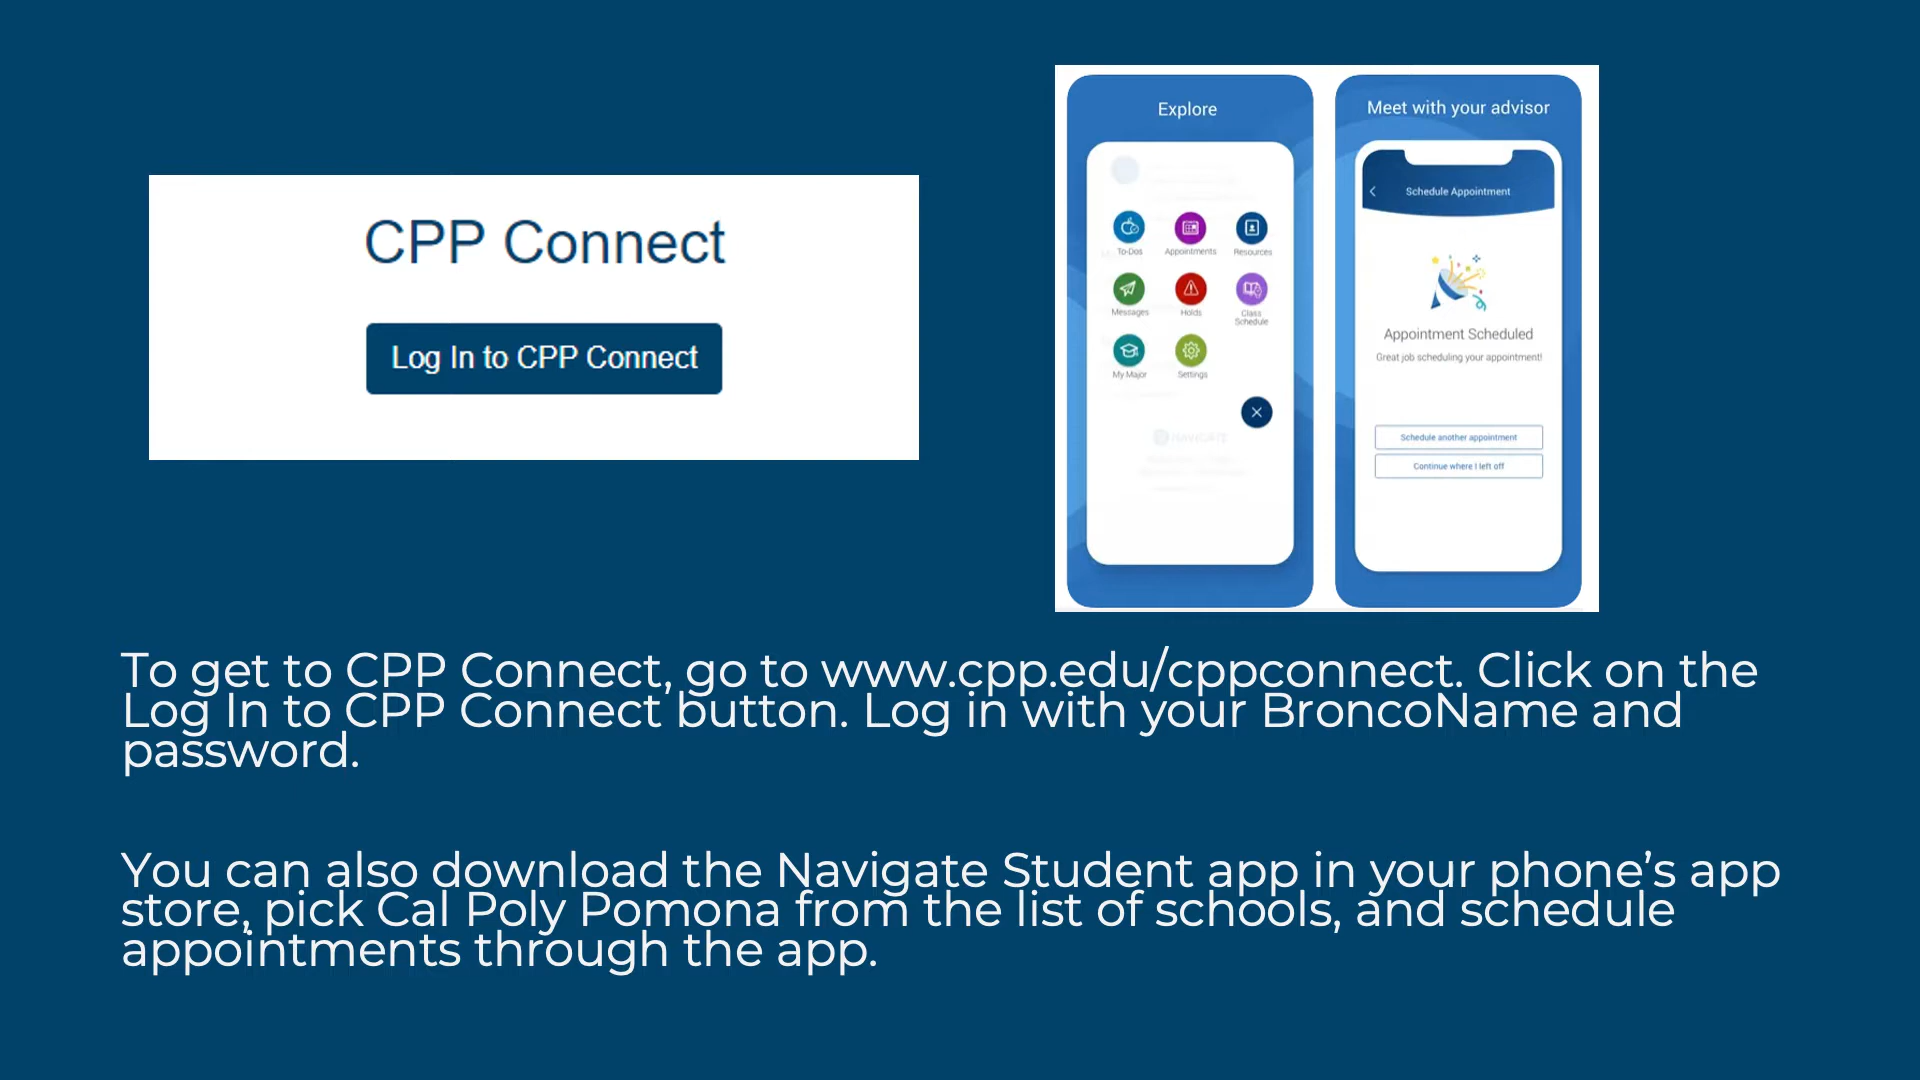 CPP Connect
Log In to CPP Connect
Explore
To-Dos
Appointments
Resources
Messages
Holds
Class
Schedule
My Major
Settings
Meet with your advisor
Schedule Appointment
Appointment Scheduled
Great job scheduling your appointment!
Schedule another appointment
Continue where I left off
To get to CPP Connect, go to www.cpp.edu/cppconnect. Click on the
Log In to CPP Connect button. Log in with your BroncoName and
password.
You can also download the Navigate Student app in your phone’s app
store, pick Cal Poly Pomona from the list of schools, and schedule
appointments through the app.